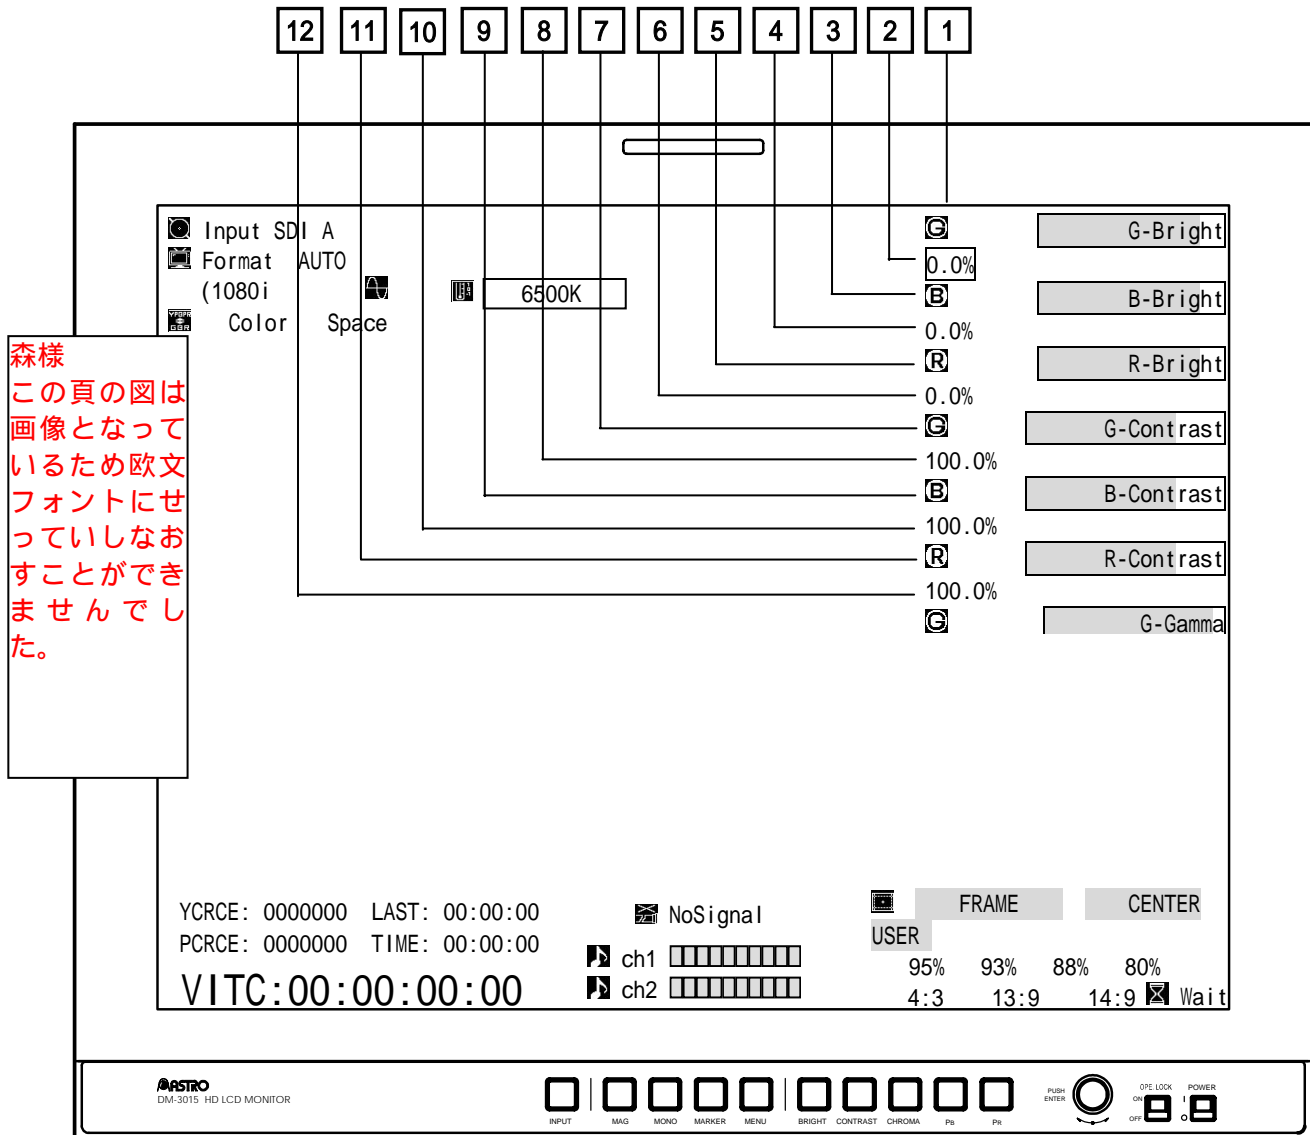 12 11 10 9 8 7 6 5 4 3 2 1
Input SDI A
Format AUTO
(1080i
6500K
YPBPR
GBR
Color Space
G G-Bright
0.0%
B B-Bright
0.0%
R R-Bright
0.0%
G G-Contrast
100.0%
B B-Contrast
100.0%
R R-Contrast
100.0%
G G-Gamma
森様
この頁の図は
画像となって
いるため欧文
フォントにせ
っていしなお
すことができ
ませんでし
た。
YCRCE: 0000000 LAST: 00:00:00
PCRCE: 0000000 TIME: 00:00:00
VITC:00:00:00:00
NoSignal
ch1
ch2
FRAME CENTER
USER
95% 93% 88% 80%
4:3 13:9 14:9 Wait
ASTRO
DM-3015 HD LCD MONITOR
INPUT MAG MONO MARKER MENU BRIGHT CONTRAST CHROMA PB PR
PUSH
ENTER
OPE.LOCK POWER
ON
OFF